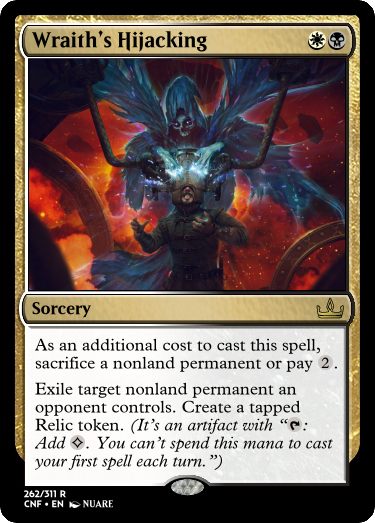 Wraith's Hijacking
Sorcery
As an additional cost to cast this spell,
sacrifice a nonland permanent or pay 2.
Exile target nonland permanent an
opponent controls. Create a tapped
Relic token. (It's an artifact with “: 
Add . You can't spend this mana to cast
your first spell each turn.”)
262/311 R
CNF • EN NUARE